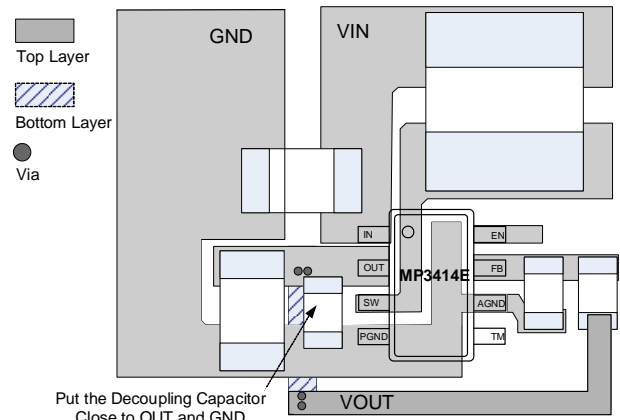 GND
VIN
Top Layer
Bottom Layer
Via
IN
EN
OUT
MP3414E
FB
SW
AGND
PGND
TM
Put the Decoupling Capacitor
Close to OUT and GND
VOUT